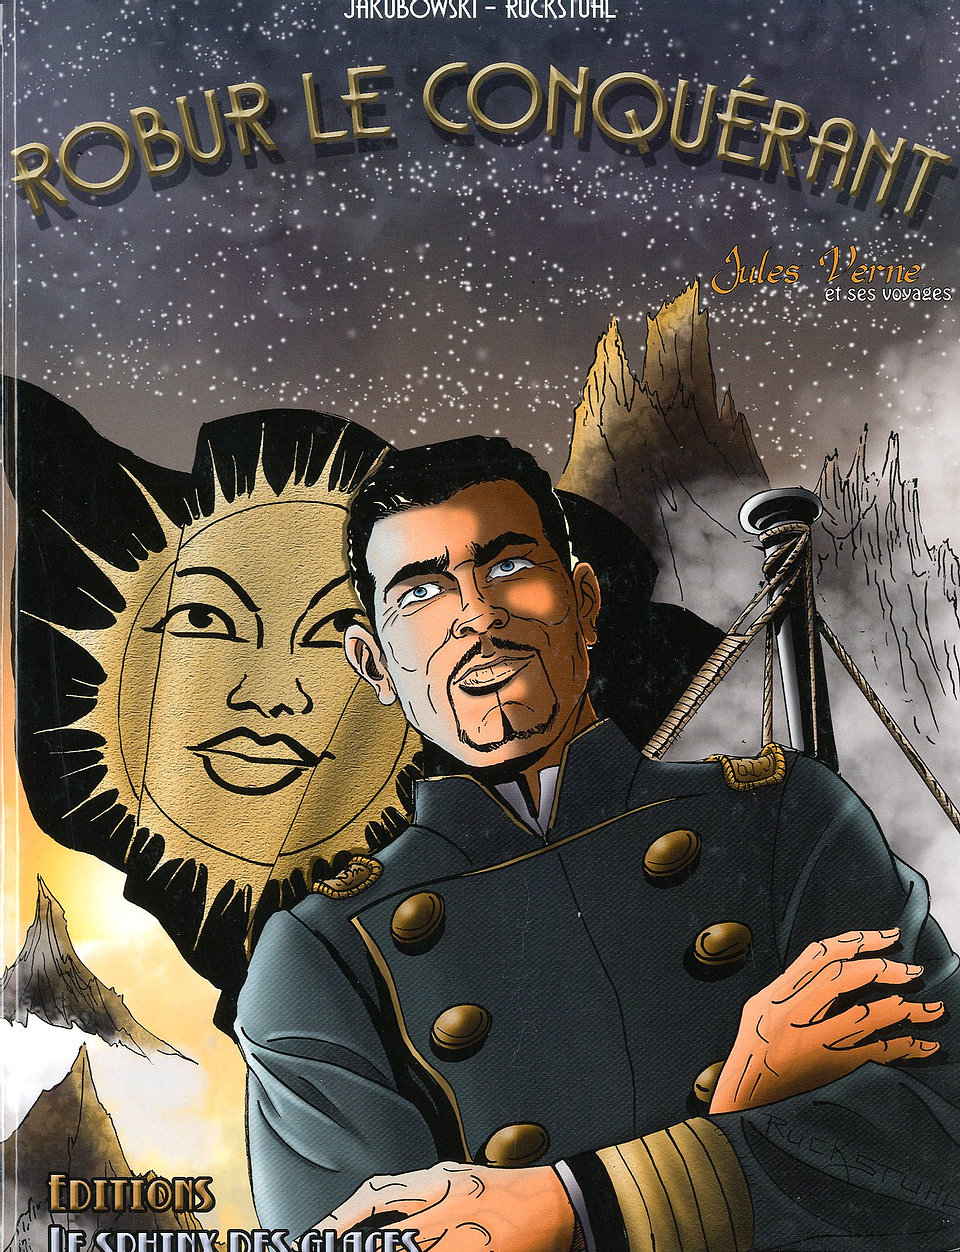 JAKUBOWSKI – RUCKSTUHL
ROBUR LE CONQUÉRANT
Jules Verne
et ses voyages
RUCKSTUHL
EDITIONS
LE SPHINX DES GLACES